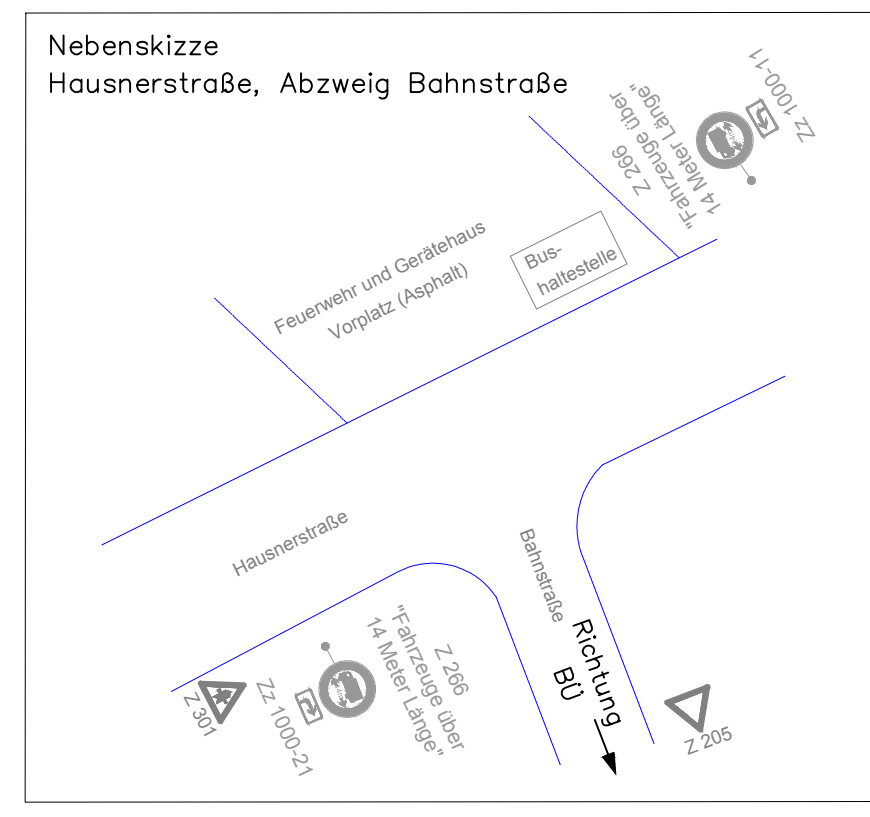 Nebenskizze
Hausnerstraße, Abzweig Bahnstraße
ZZ 1000-11
Z 266
"Fahrzeuge über
14 Meter Länge"
Feuerwehr und Gerätehaus
Vorplatz (Asphalt)
Bus-
haltestelle
Hausnerstraße
Bahnstraße
Richtung
BÜ
Z 301
Zz 1000-21
14m
Z 266
"Fahrzeuge über
14 Meter Länge"
Z 205